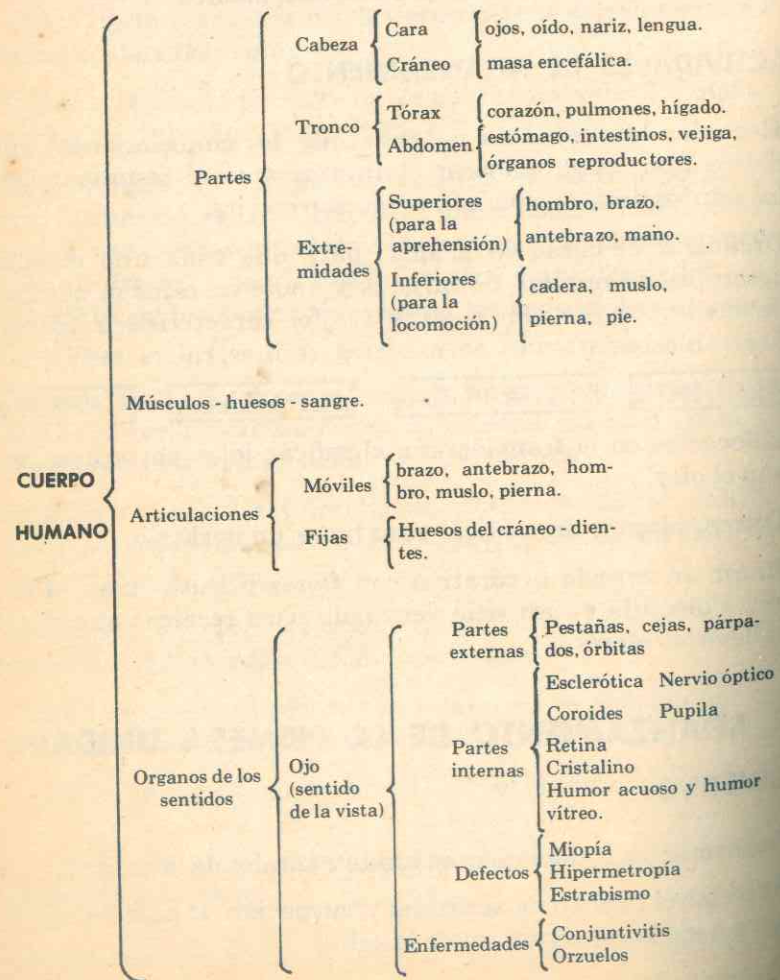 CUERPO
HUMANO
Partes
Cabeza
Cara
ojos, oído, nariz, lengua.
Cráneo
masa encefálica.
Tronco
Tórax
corazón, pulmones, hígado.
Abdomen
estómago, intestinos, vejiga,
órganos reproductores.
Extre-
midades
Superiores
(para la
aprehensión)
hombro, brazo,
antebrazo, mano.
Inferiores
(para la
locomoción)
cadera, muslo,
pierna, pie.
Músculos - huesos - sangre.
Articulaciones
Móviles
brazo, antebrazo, hom-
bro, muslo, pierna.
Fijas
Huesos del cráneo - dien-
tes.
Organos de los
sentidos
Ojo
(sentido
de la vista)
Partes
externas
Pestañas, cejas, párpa-
dos, órbitas
Partes
internas
Esclerótica Nervio óptico
Coroides Pupila
Retina
Cristalino
Humor acuoso y humor
vítreo.
Defectos
Miopía
Hipermetropía
Estrabismo
Enfermedades
Conjuntivitis
Orzuelos